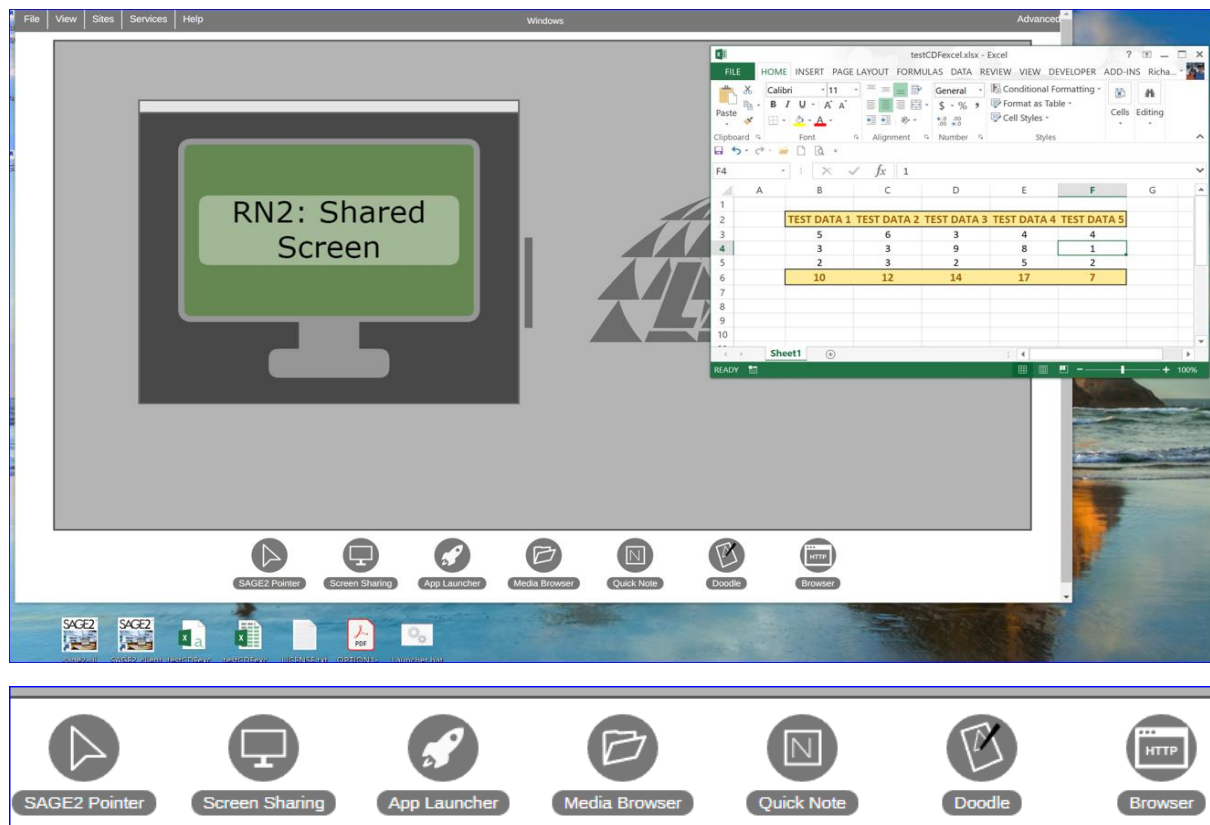 File View Sites Services Help Windows Advanced
testCDFexcel.xlsx - Excel
FILE HOME INSERT PAGE LAYOUT FORMULAS DATA REVIEW VIEW DEVELOPER ADD-INS Richa...
Calibri 11 General Conditional Formatting
Paste B I U A A $ % Format as Table Cells Editing
Cell Styles
Clipboard Font Alignment Number Styles
F4 fx 1
A B C D E F G
1
2 TEST DATA 1 TEST DATA 2 TEST DATA 3 TEST DATA 4 TEST DATA 5
3 5 6 3 4 4
4 3 3 9 8 1
5 2 3 2 5 2
6 10 12 14 17 7
7
8
9
10
Sheet1
READY 100%
RN2: Shared
Screen
HTTP
SAGE2 Pointer Screen Sharing App Launcher Media Browser Quick Note Doodle Browser
SAGE2 SAGE2 PDF
N HTTP
SAGE2 Pointer Screen Sharing App Launcher Media Browser Quick Note Doodle Browser